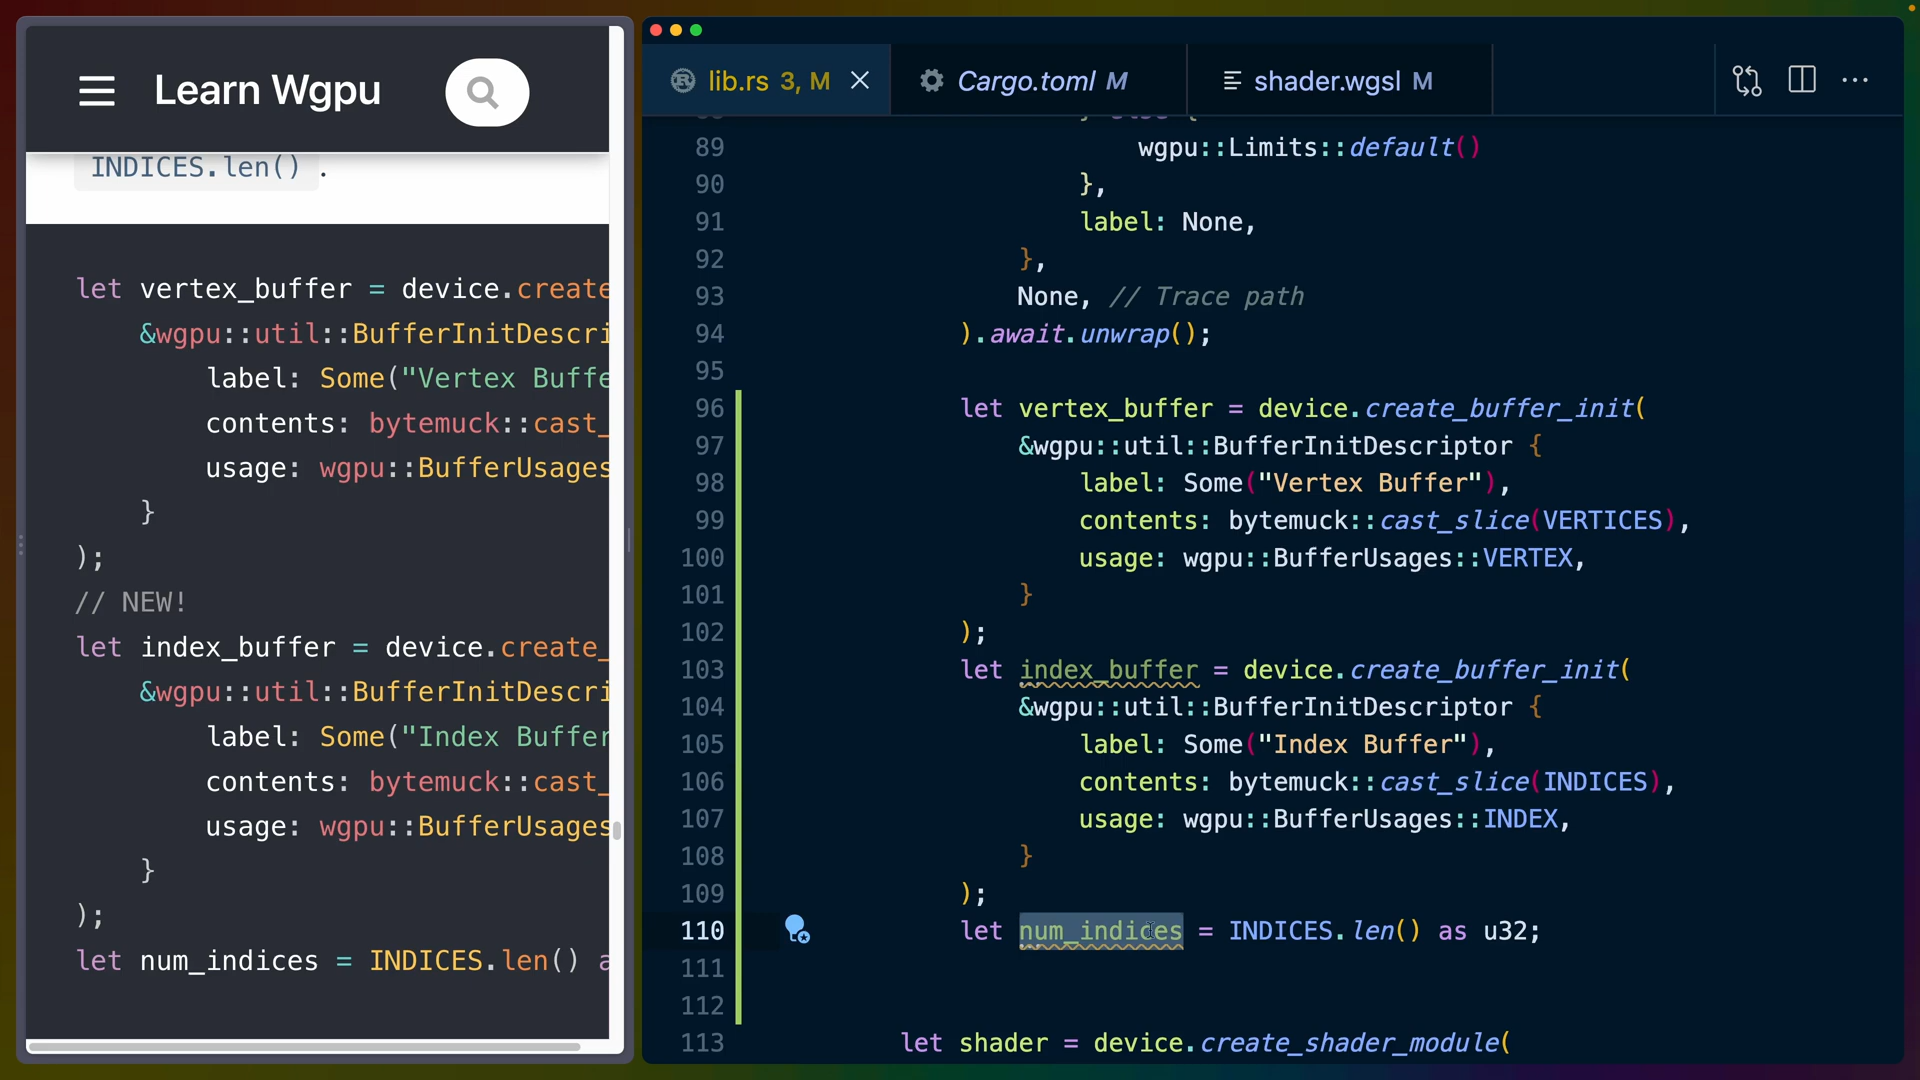 Learn Wgpu
INDICES.len() .
let vertex_buffer = device.create
&wgpu::util::BufferInitDescri
label: Some("Vertex Buffe
contents: bytemuck::cast_
usage: wgpu::BufferUsages
}
);
// NEW!
let index_buffer = device.create_
&wgpu::util::BufferInitDescri
label: Some("Index Buffer
contents: bytemuck::cast_
usage: wgpu::BufferUsages
}
);
let num_indices = INDICES.len() a
lib.rs 3, M
Cargo.toml M
shader.wgsl M
} else {
89 wgpu::Limits::default()
90 },
91 label: None,
92 },
93 None, // Trace path
94 ).await.unwrap();
95
96 let vertex_buffer = device.create_buffer_init(
97 &wgpu::util::BufferInitDescriptor {
98 label: Some("Vertex Buffer"),
99 contents: bytemuck::cast_slice(VERTICES),
100 usage: wgpu::BufferUsages::VERTEX,
101 }
102 );
103 let index_buffer = device.create_buffer_init(
104 &wgpu::util::BufferInitDescriptor {
105 label: Some("Index Buffer"),
106 contents: bytemuck::cast_slice(INDICES),
107 usage: wgpu::BufferUsages::INDEX,
108 }
109 );
110 let num_indices = INDICES.len() as u32;
111
112
113 let shader = device.create_shader_module(